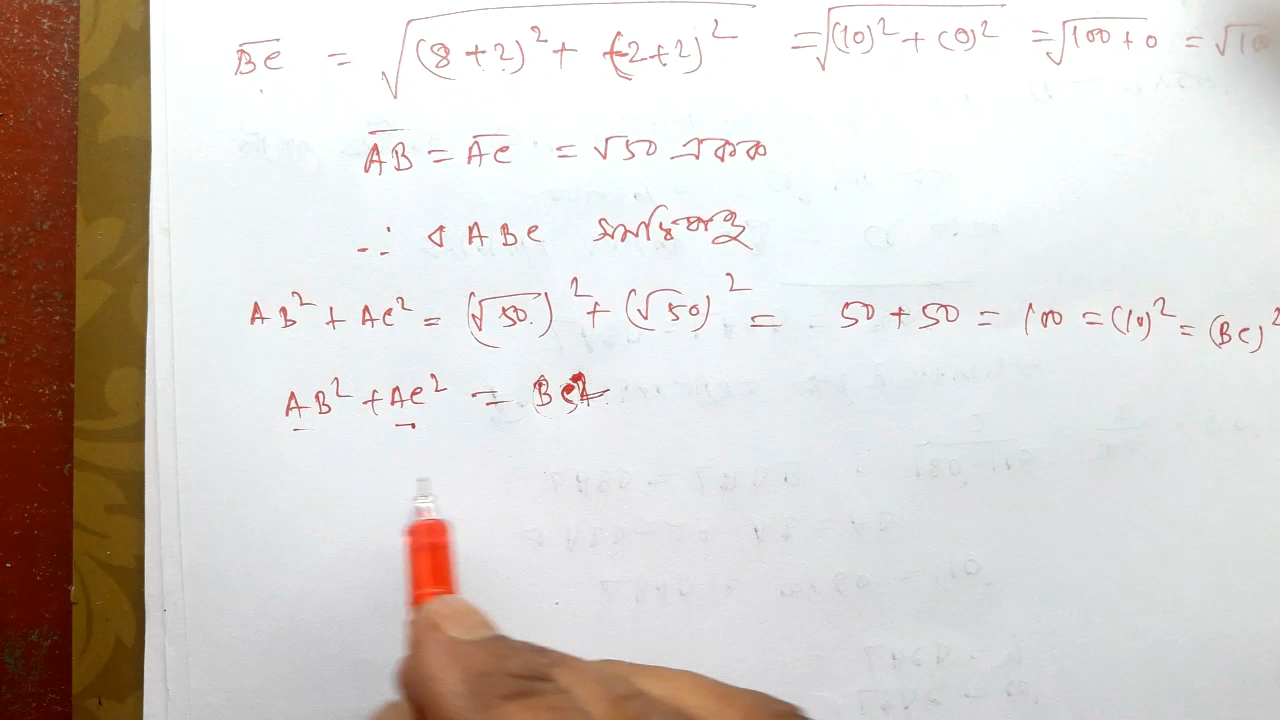 BC = √(8+2)² + (-2+2)² = √(10)² + (0)² = √100+0 = √100
AB = AC = √50 একক
∴ △ ABC সমদ্বিবাহু
AB² + AC² = (√50)² + (√50)² = 50 + 50 = 100 = (10)² = (BC)²
AB² + AC² = BC²